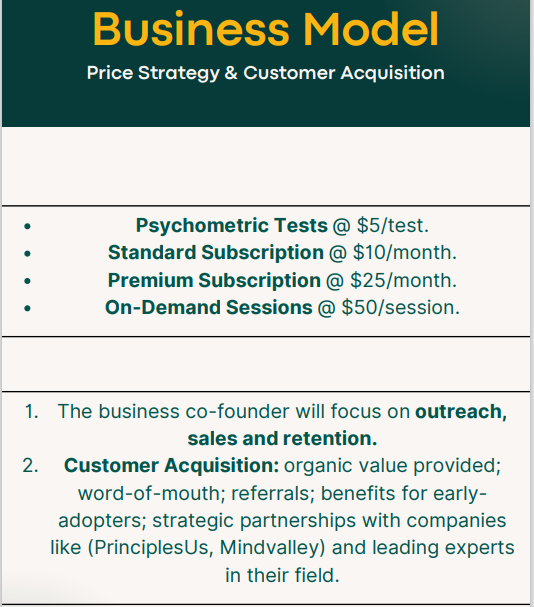 Business Model
Price Strategy & Customer Acquisition
• Psychometric Tests @ $5/test.
• Standard Subscription @ $10/month.
• Premium Subscription @ $25/month.
• On-Demand Sessions @ $50/session.
1. The business co-founder will focus on outreach,
sales and retention.
2. Customer Acquisition: organic value provided;
word-of-mouth; referrals; benefits for early-
adopters; strategic partnerships with companies
like (PrinciplesUs, Mindvalley) and leading experts
in their field.